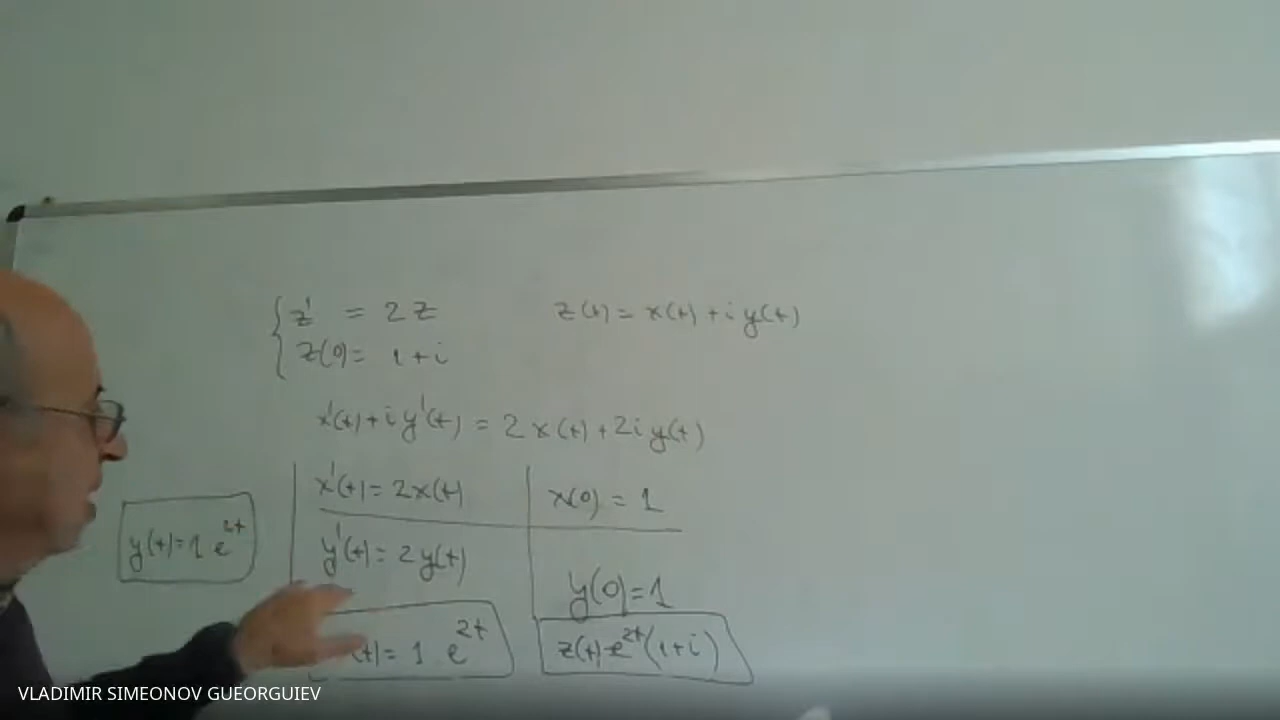 z' = 2z
z(t) = x(t) + i y(t)
z(0) = 1 + i
x'(t) + i y'(t) = 2x(t) + 2i y(t)
x'(t) = 2x(t)
x(0) = 1
y(t) = 1 e^{2t}
y'(t) = 2y(t)
y(0) = 1
(t) = 1 e^{2t}
z(t) = e^{2t}(1+i)
VLADIMIR SIMEONOV GUEORGUIEV